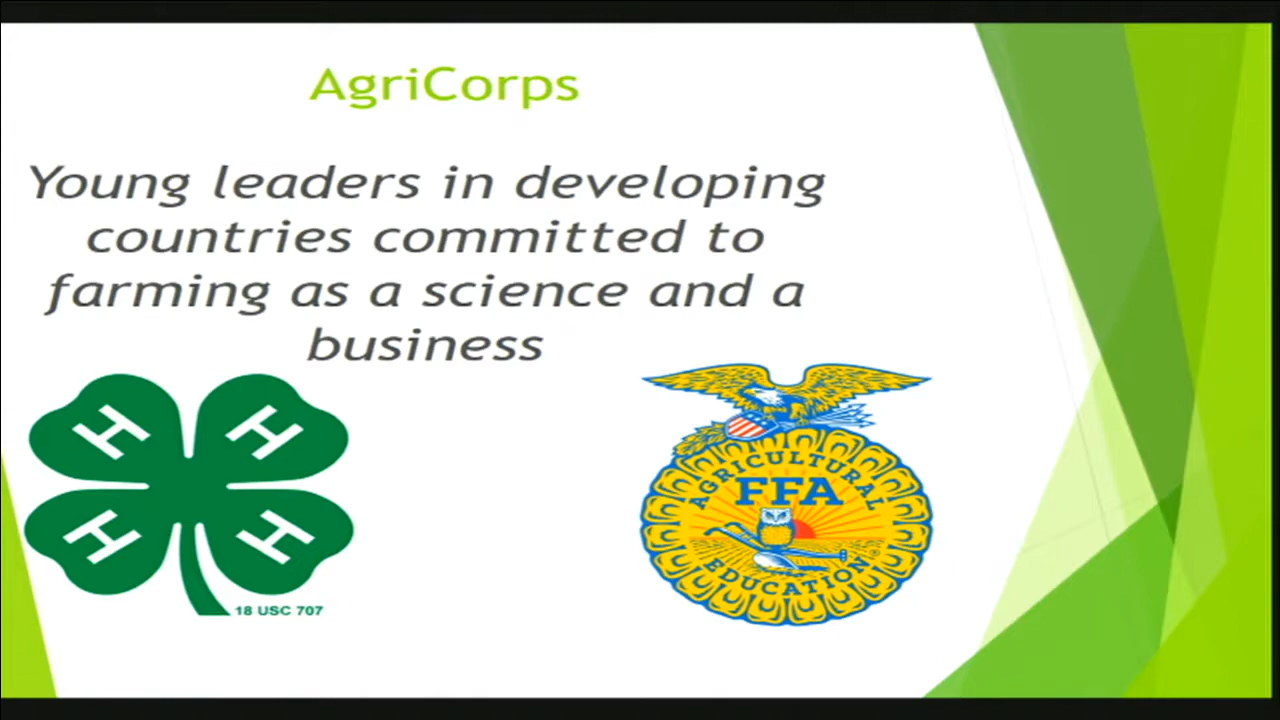 AgriCorps
Young leaders in developing
countries committed to
farming as a science and a
business
H H
H H
18 USC 707
AGRICULTURAL
FFA
EDUCATION
®